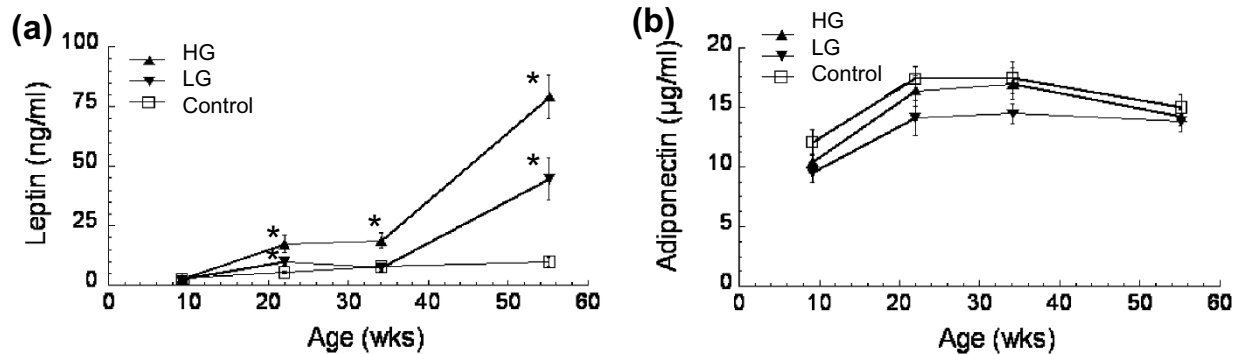 (a)
HG
LG
Control
Leptin (ng/ml)
100
75
50
25
0
* * * * *
0 10 20 30 40 50 60
Age (wks)
(b)
HG
LG
Control
Adiponectin (µg/ml)
20
15
10
5
0
0 10 20 30 40 50 60
Age (wks)